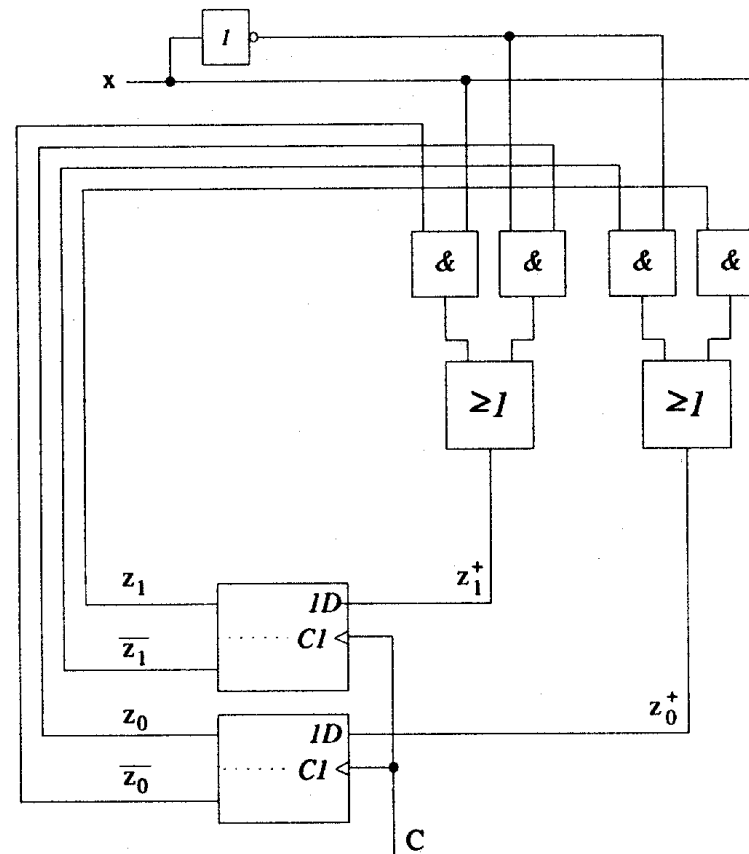 1
x
& & & &
≥1 ≥1
z₁ 1D z₁⁺
z̅₁ C1
z₀ 1D z₀⁺
z̅₀ C1
C